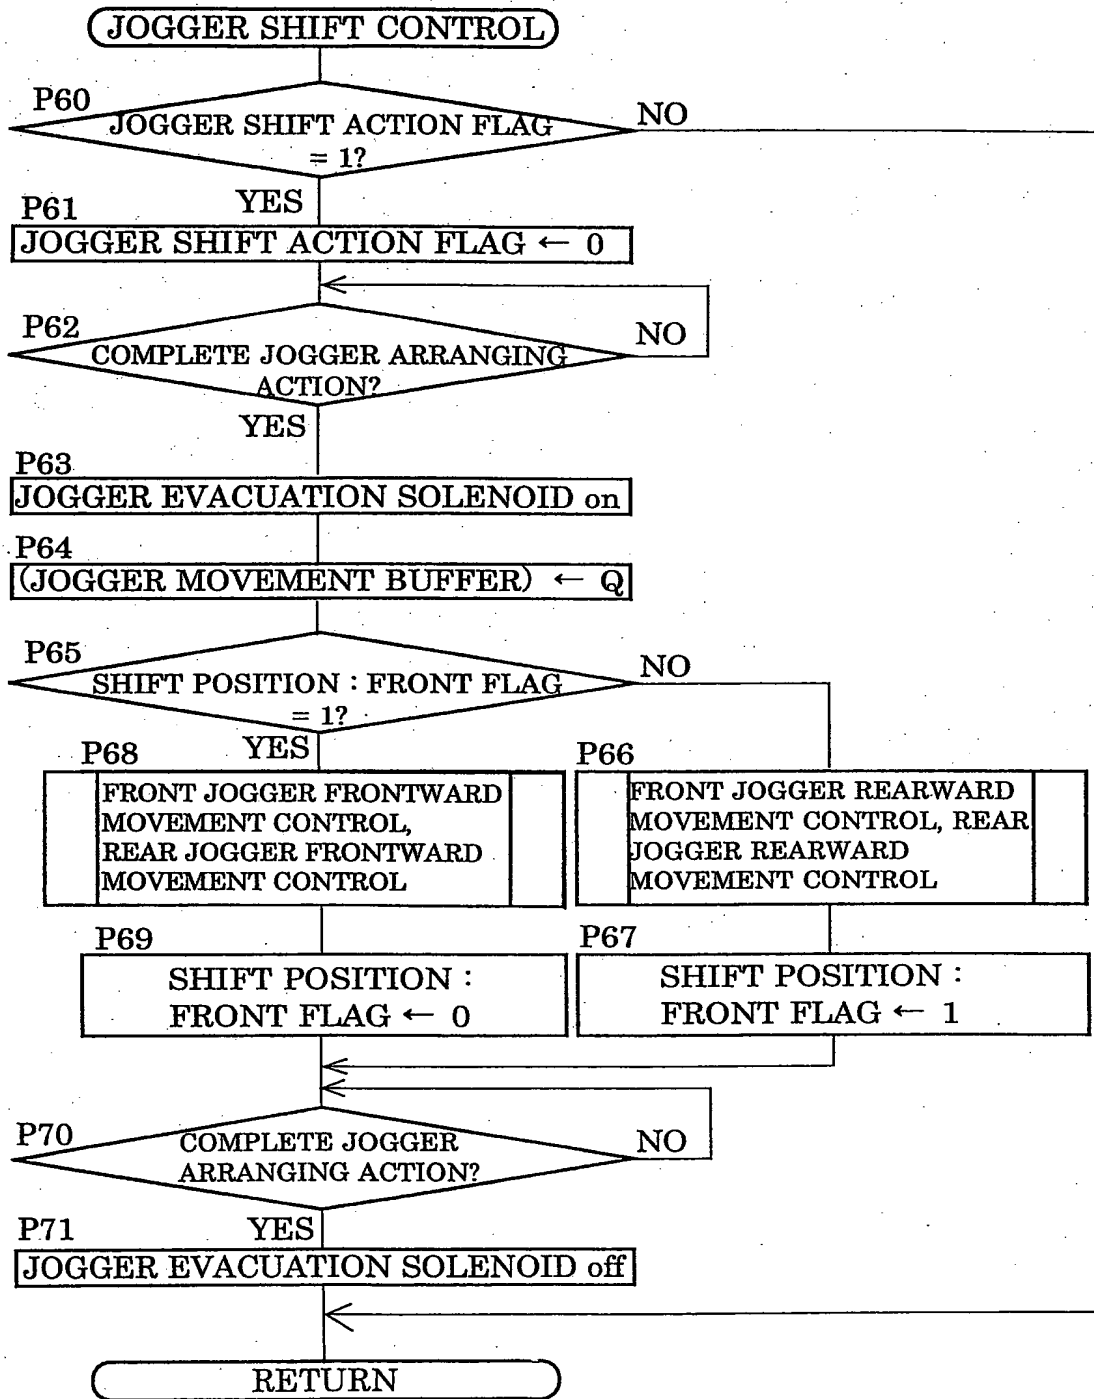 JOGGER SHIFT CONTROL
P60
JOGGER SHIFT ACTION FLAG
= 1?
NO
YES
P61
JOGGER SHIFT ACTION FLAG ← 0
P62
COMPLETE JOGGER ARRANGING
ACTION?
NO
YES
P63
JOGGER EVACUATION SOLENOID on
P64
(JOGGER MOVEMENT BUFFER) ← Q
P65
SHIFT POSITION : FRONT FLAG
= 1?
NO
YES
P68
FRONT JOGGER FRONTWARD
MOVEMENT CONTROL,
REAR JOGGER FRONTWARD
MOVEMENT CONTROL
P66
FRONT JOGGER REARWARD
MOVEMENT CONTROL, REAR
JOGGER REARWARD
MOVEMENT CONTROL
P69
SHIFT POSITION :
FRONT FLAG ← 0
P67
SHIFT POSITION :
FRONT FLAG ← 1
P70
COMPLETE JOGGER
ARRANGING ACTION?
NO
YES
P71
JOGGER EVACUATION SOLENOID off
RETURN